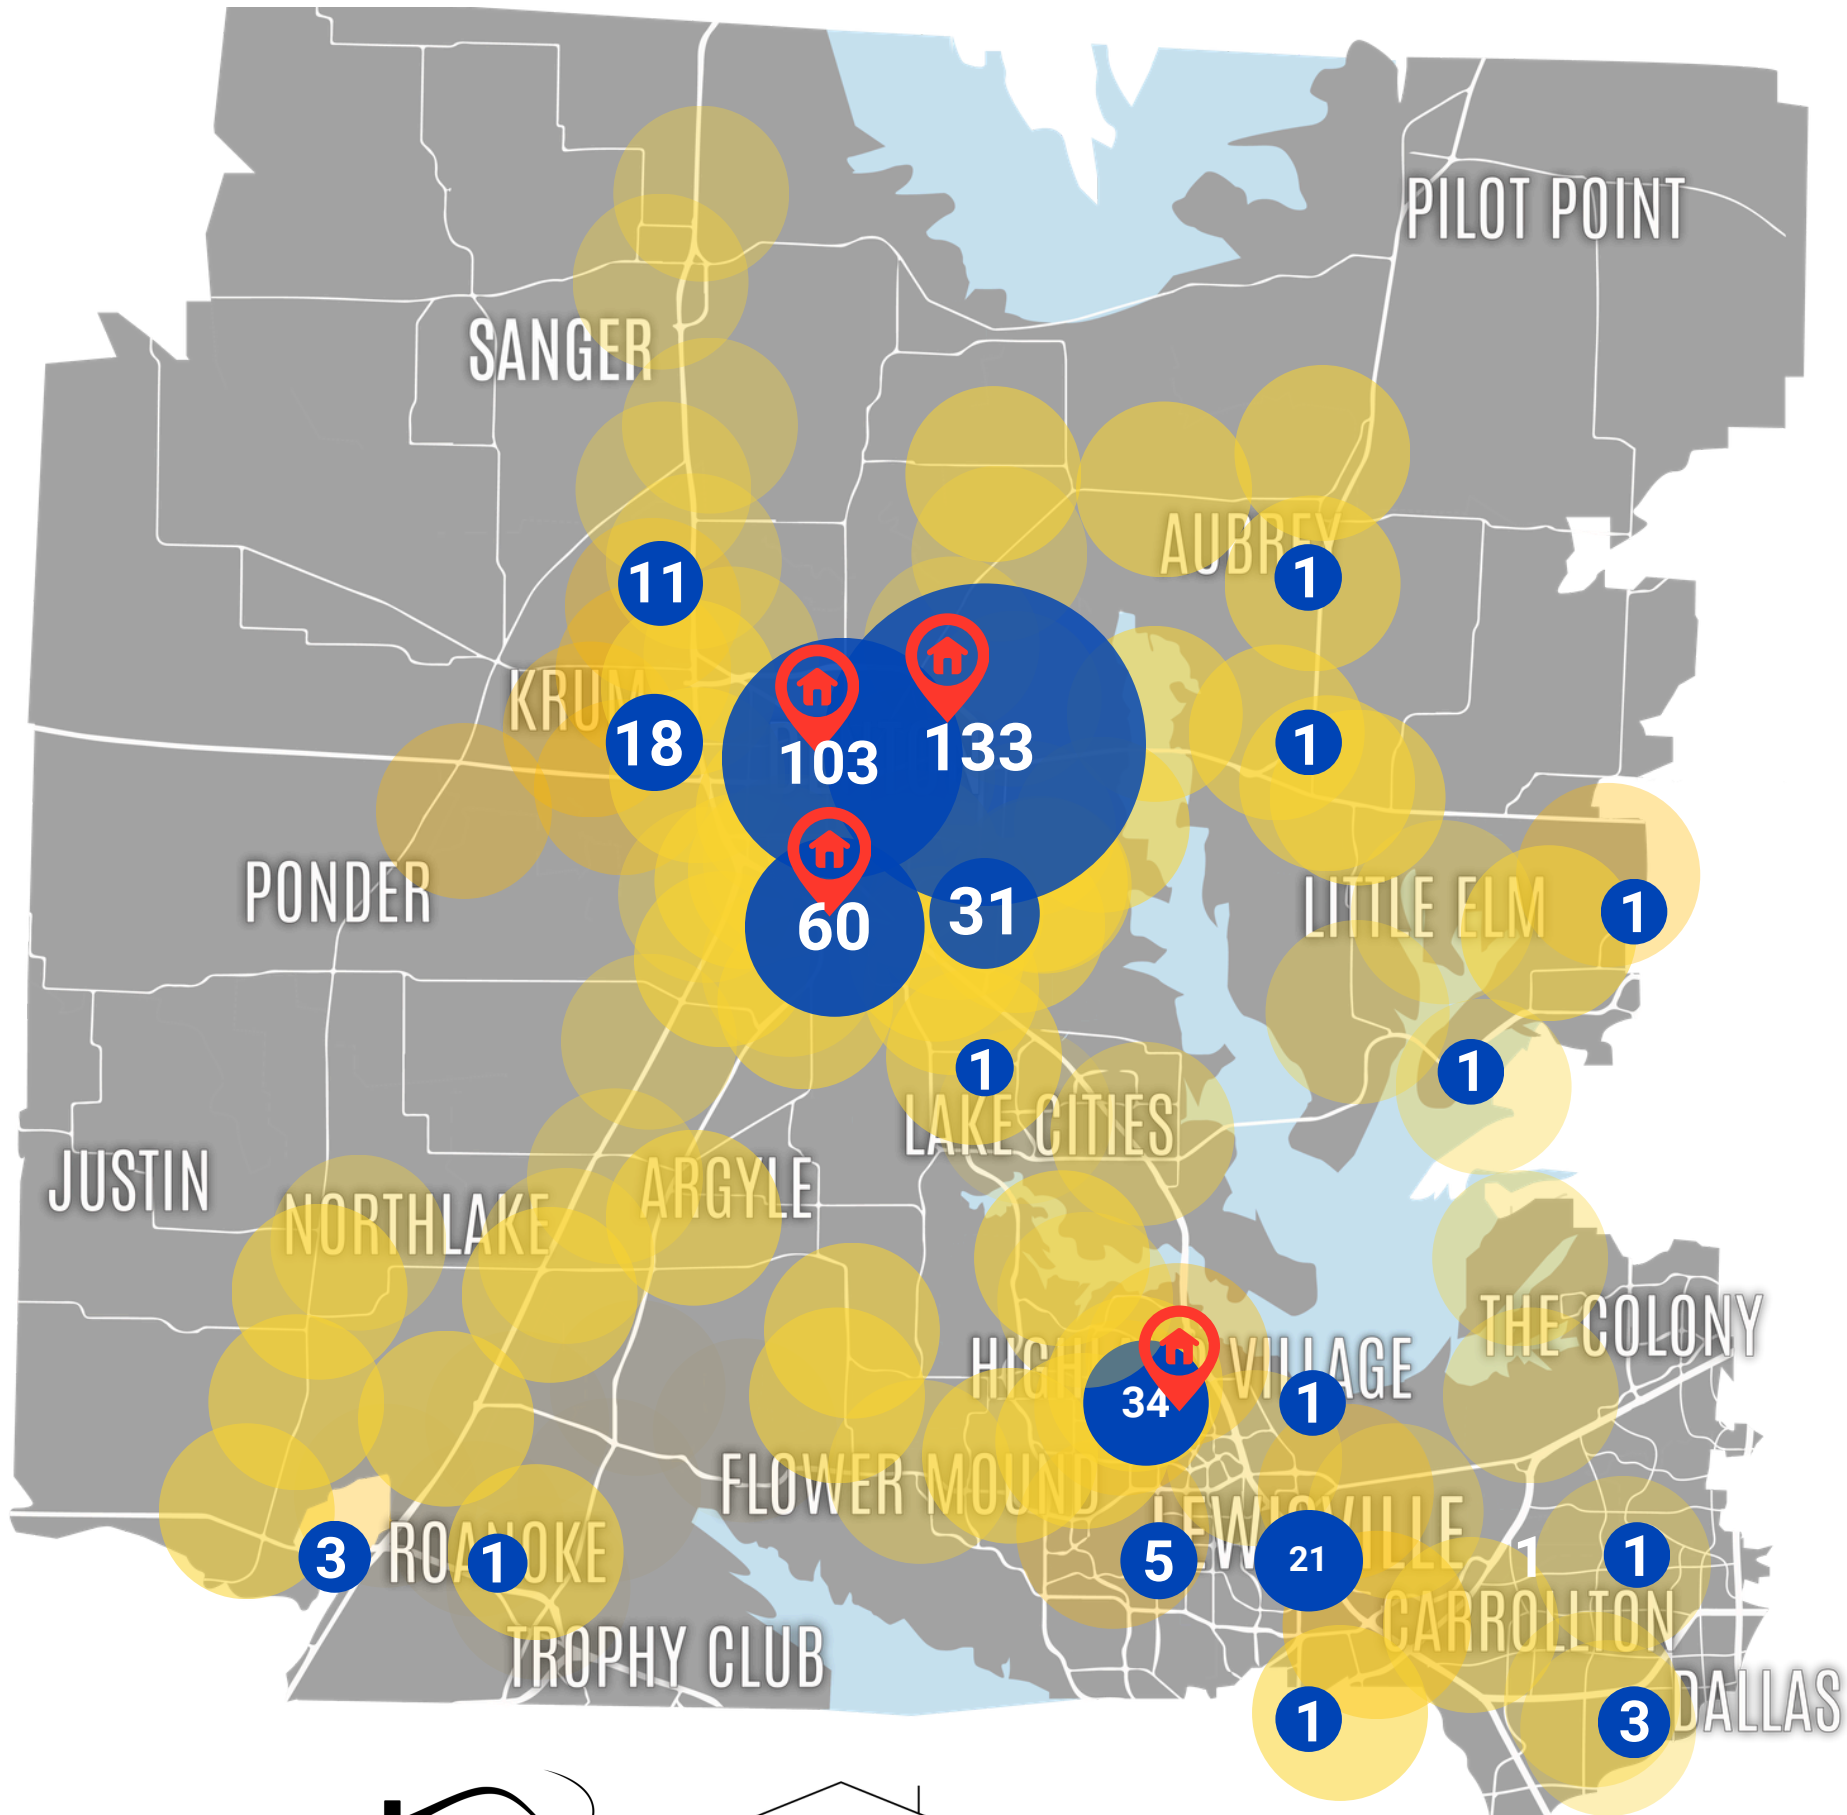 PILOT POINT
SANGER
AUBREY
11
1
KRUM
18
103
133
1
PONDER
60
31
LITTLE ELM
1
1
1
LAKE CITIES
JUSTIN
NORTHLAKE
ARGYLE
THE COLONY
HIGHLAND VILLAGE
34
1
FLOWER MOUND
LEWISVILLE
3
ROANOKE
1
5
21
1
1
CARROLLTON
TROPHY CLUB
DALLAS
1
3